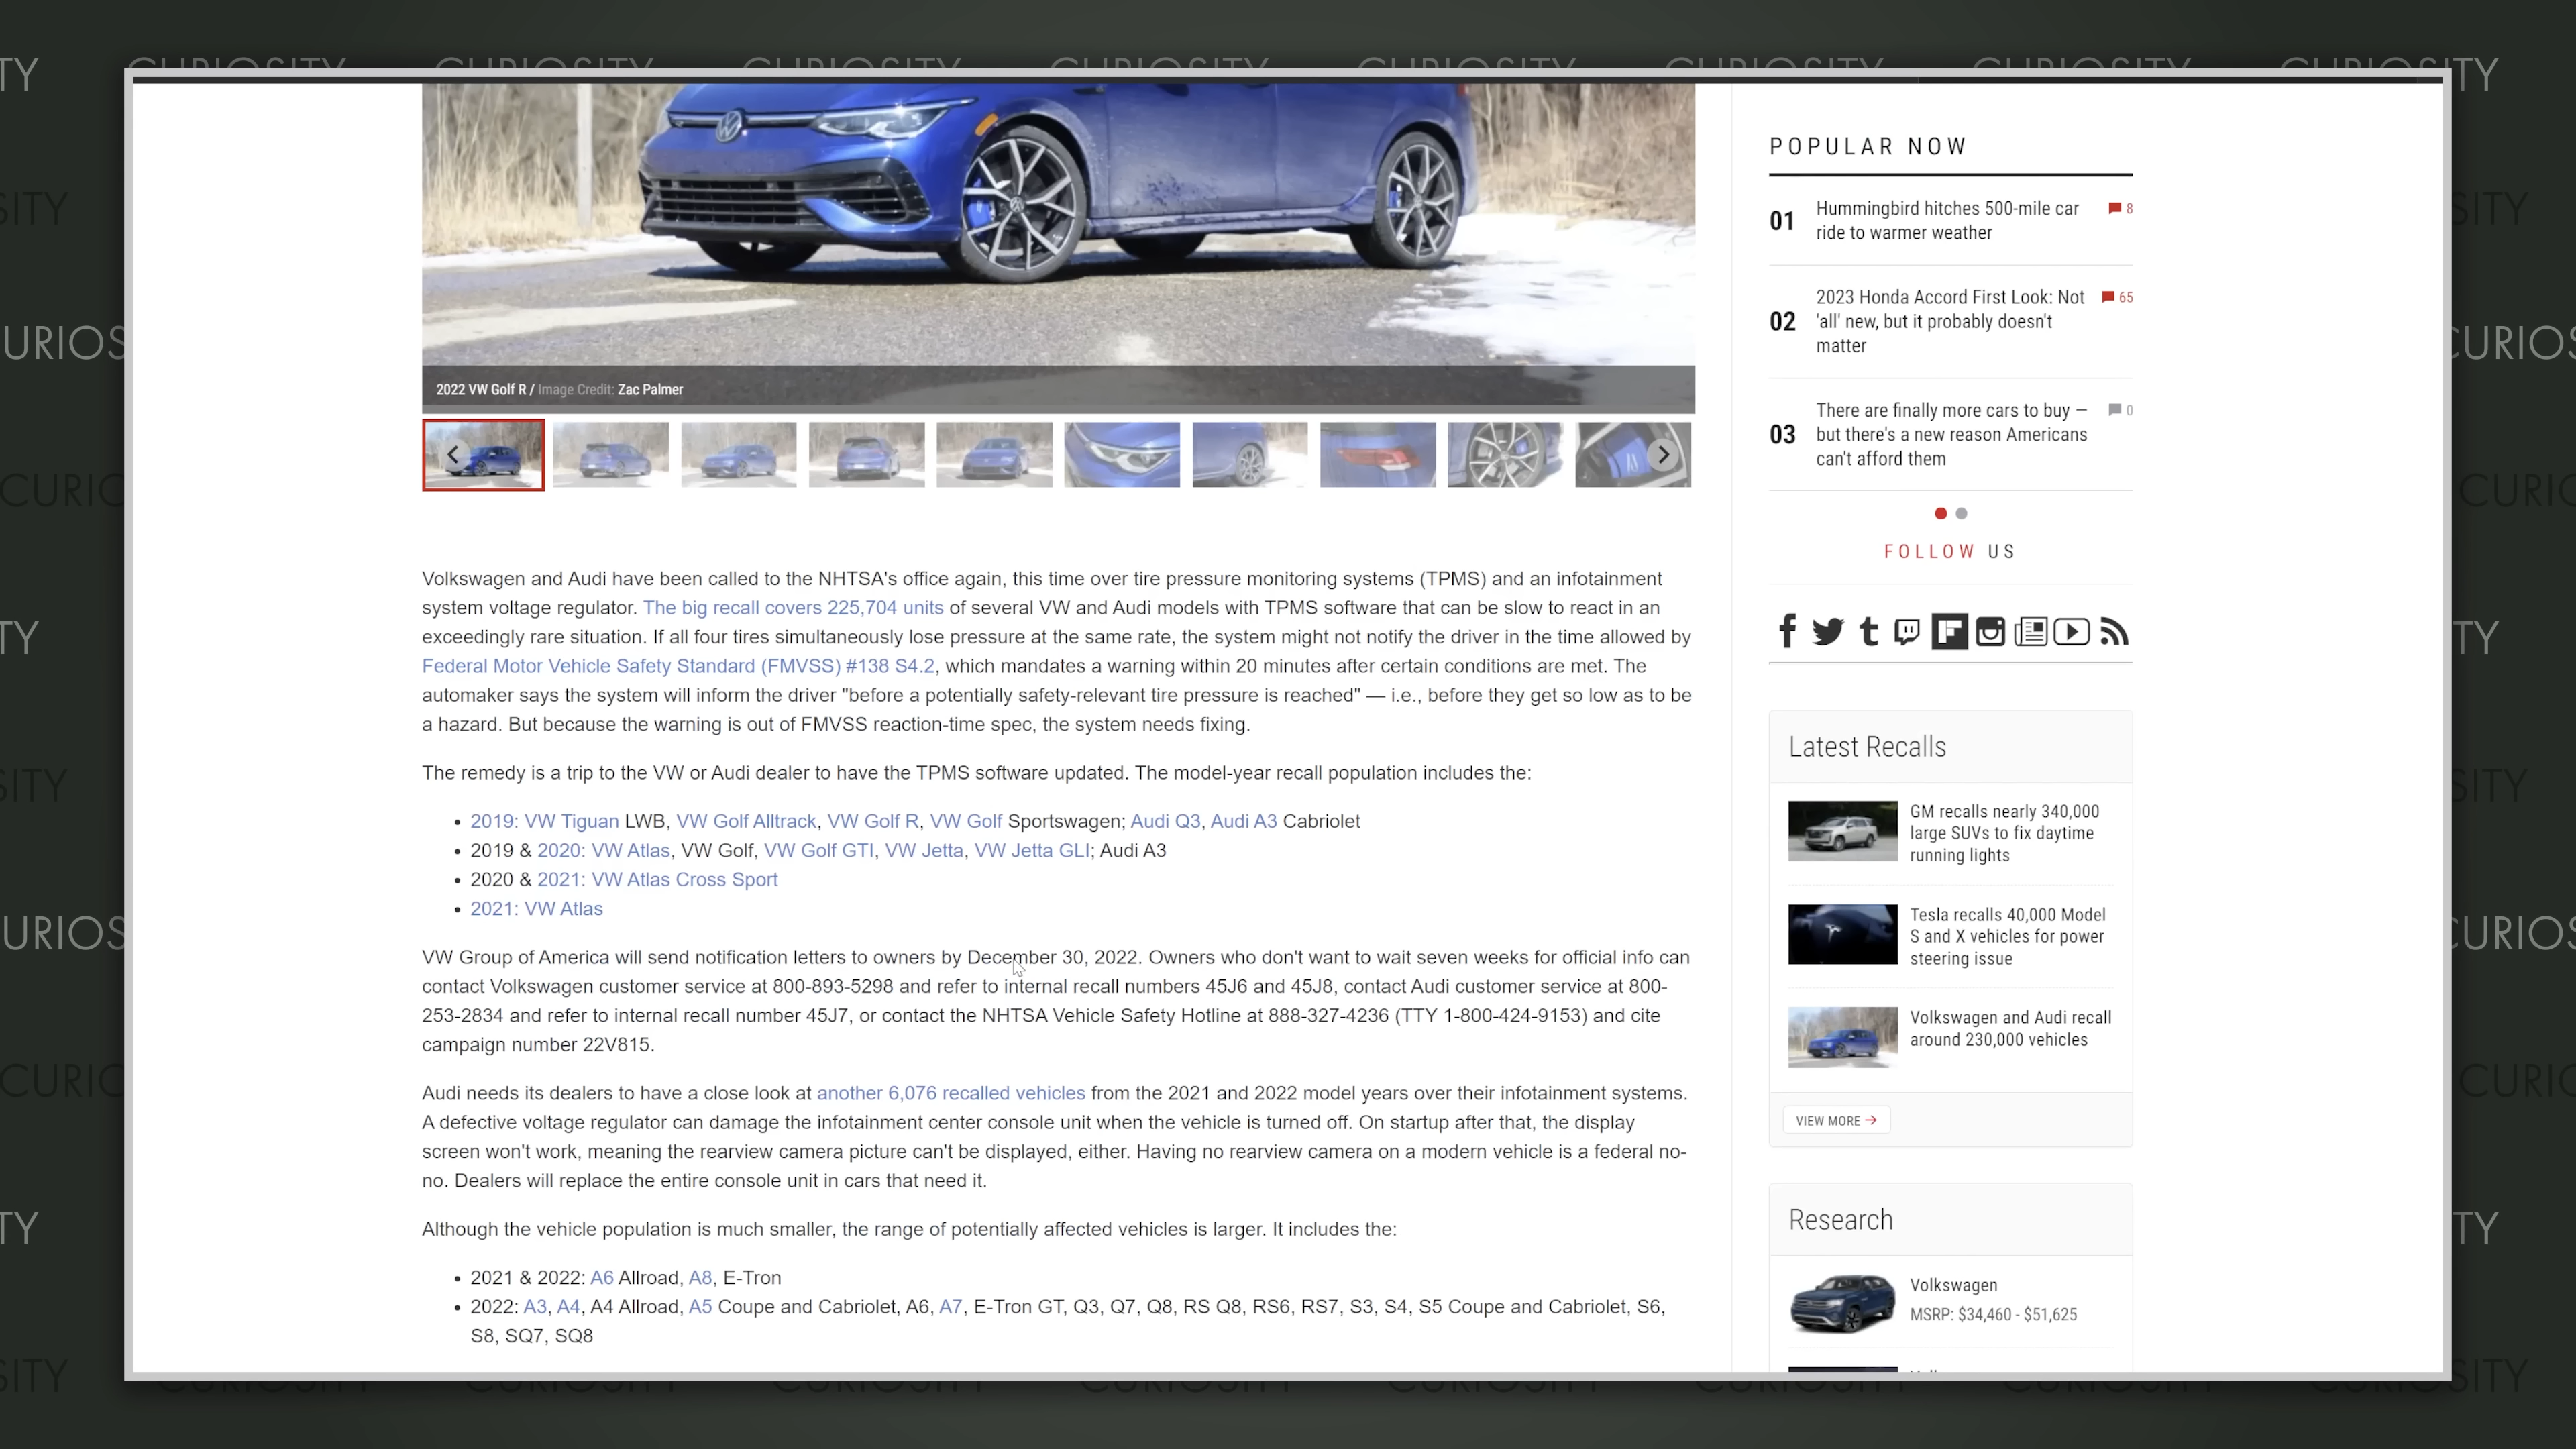 CURIOSITY CURIOSITY CURIOSITY CURIOSITY CURIOSITY CURIOSITY CURIOSITY CURIOSITY
2022 VW Golf R / Image Credit: Zac Palmer
Volkswagen and Audi have been called to the NHTSA's office again, this time over tire pressure monitoring systems (TPMS) and an infotainment
system voltage regulator. The big recall covers 225,704 units of several VW and Audi models with TPMS software that can be slow to react in an
exceedingly rare situation. If all four tires simultaneously lose pressure at the same rate, the system might not notify the driver in the time allowed by
Federal Motor Vehicle Safety Standard (FMVSS) #138 S4.2, which mandates a warning within 20 minutes after certain conditions are met. The
automaker says the system will inform the driver "before a potentially safety-relevant tire pressure is reached" — i.e., before they get so low as to be
a hazard. But because the warning is out of FMVSS reaction-time spec, the system needs fixing.
The remedy is a trip to the VW or Audi dealer to have the TPMS software updated. The model-year recall population includes the:
• 2019: VW Tiguan LWB, VW Golf Alltrack, VW Golf R, VW Golf Sportswagen; Audi Q3, Audi A3 Cabriolet
• 2019 & 2020: VW Atlas, VW Golf, VW Golf GTI, VW Jetta, VW Jetta GLI; Audi A3
• 2020 & 2021: VW Atlas Cross Sport
• 2021: VW Atlas
VW Group of America will send notification letters to owners by December 30, 2022. Owners who don't want to wait seven weeks for official info can
contact Volkswagen customer service at 800-893-5298 and refer to internal recall numbers 45J6 and 45J8, contact Audi customer service at 800-
253-2834 and refer to internal recall number 45J7, or contact the NHTSA Vehicle Safety Hotline at 888-327-4236 (TTY 1-800-424-9153) and cite
campaign number 22V815.
Audi needs its dealers to have a close look at another 6,076 recalled vehicles from the 2021 and 2022 model years over their infotainment systems.
A defective voltage regulator can damage the infotainment center console unit when the vehicle is turned off. On startup after that, the display
screen won't work, meaning the rearview camera picture can't be displayed, either. Having no rearview camera on a modern vehicle is a federal no-
no. Dealers will replace the entire console unit in cars that need it.
Although the vehicle population is much smaller, the range of potentially affected vehicles is larger. It includes the:
• 2021 & 2022: A6 Allroad, A8, E-Tron
• 2022: A3, A4, A4 Allroad, A5 Coupe and Cabriolet, A6, A7, E-Tron GT, Q3, Q7, Q8, RS Q8, RS6, RS7, S3, S4, S5 Coupe and Cabriolet, S6,
S8, SQ7, SQ8
POPULAR NOW
01
Hummingbird hitches 500-mile car
ride to warmer weather
8
02
2023 Honda Accord First Look: Not
'all' new, but it probably doesn't
matter
65
03
There are finally more cars to buy —
but there's a new reason Americans
can't afford them
0
FOLLOW US
Latest Recalls
GM recalls nearly 340,000
large SUVs to fix daytime
running lights
Tesla recalls 40,000 Model
S and X vehicles for power
steering issue
Volkswagen and Audi recall
around 230,000 vehicles
VIEW MORE →
Research
Volkswagen
MSRP: $34,460 - $51,625